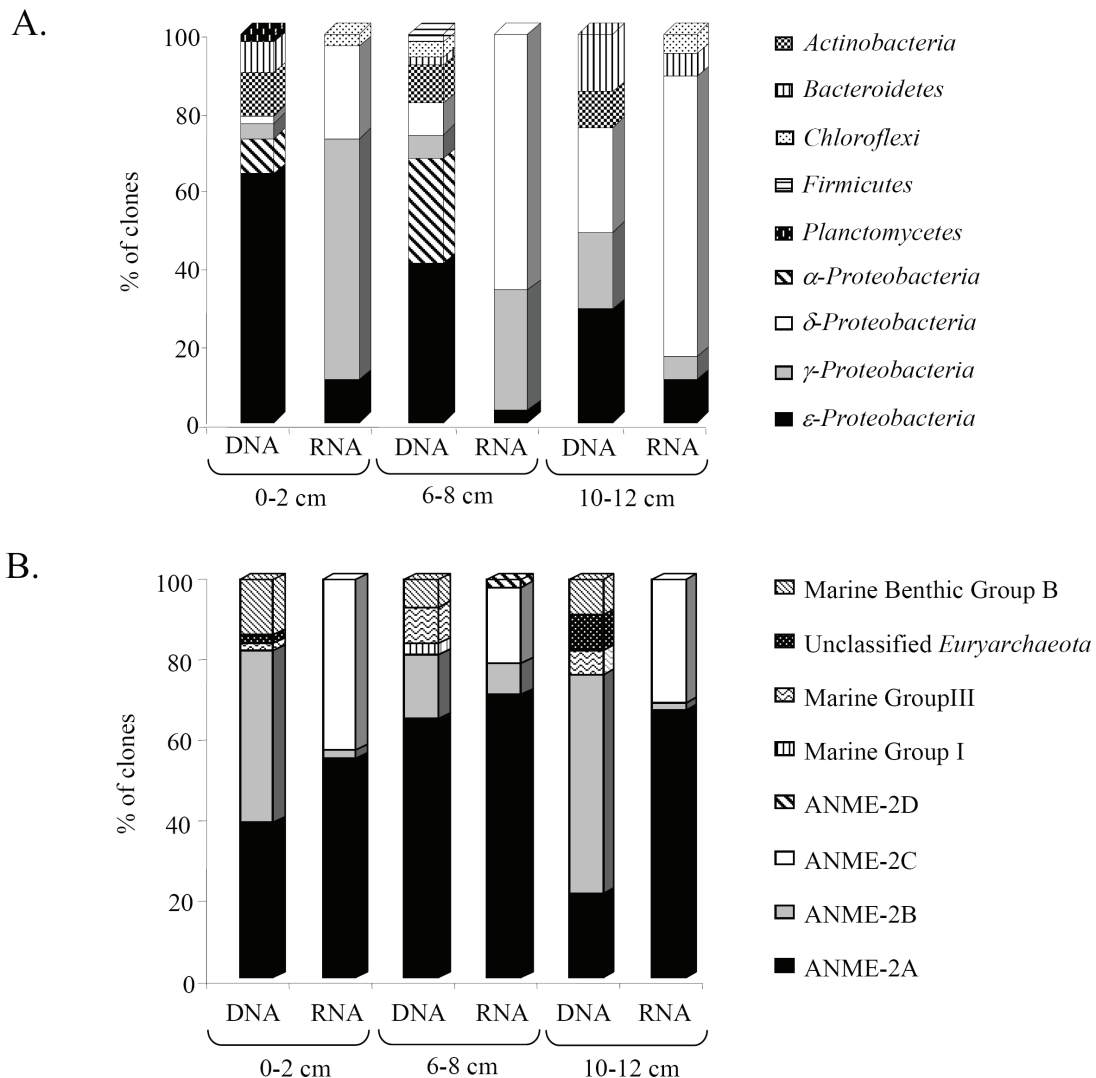 A.
% of clones
100
80
60
40
20
0
DNA
RNA
DNA
RNA
DNA
RNA
0-2 cm
6-8 cm
10-12 cm
Actinobacteria
Bacteroidetes
Chloroflexi
Firmicutes
Planctomycetes
α-Proteobacteria
δ-Proteobacteria
γ-Proteobacteria
ε-Proteobacteria
B.
% of clones
100
80
60
40
20
0
DNA
RNA
DNA
RNA
DNA
RNA
0-2 cm
6-8 cm
10-12 cm
Marine Benthic Group B
Unclassified Euryarchaeota
Marine GroupIII
Marine Group I
ANME-2D
ANME-2C
ANME-2B
ANME-2A